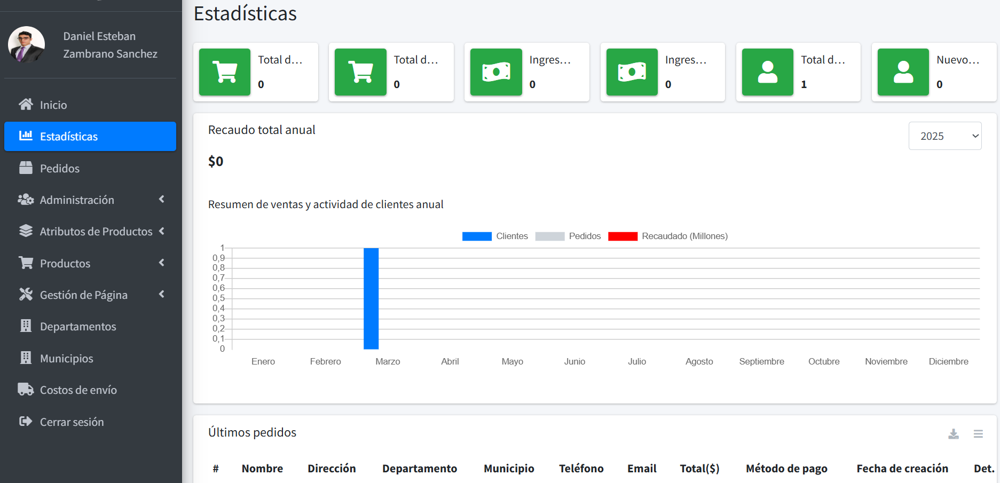 Estadísticas
Daniel Esteban
Zambrano Sanchez
Inicio
Estadísticas
Pedidos
Administración
Atributos de Productos
Productos
Gestión de Página
Departamentos
Municipios
Costos de envío
Cerrar sesión
Total d...
0
Total d...
0
Ingres...
0
Ingres...
0
Total d...
1
Nuevo...
0
Recaudo total anual
2025
$0
Resumen de ventas y actividad de clientes anual
Clientes Pedidos Recaudado (Millones)
1
0,9
0,8
0,7
0,6
0,5
0,4
0,3
0,2
0,1
0
Enero Febrero Marzo Abril Mayo Junio Julio Agosto Septiembre Octubre Noviembre Diciembre
Últimos pedidos
# Nombre Dirección Departamento Municipio Teléfono Email Total($) Método de pago Fecha de creación Det.